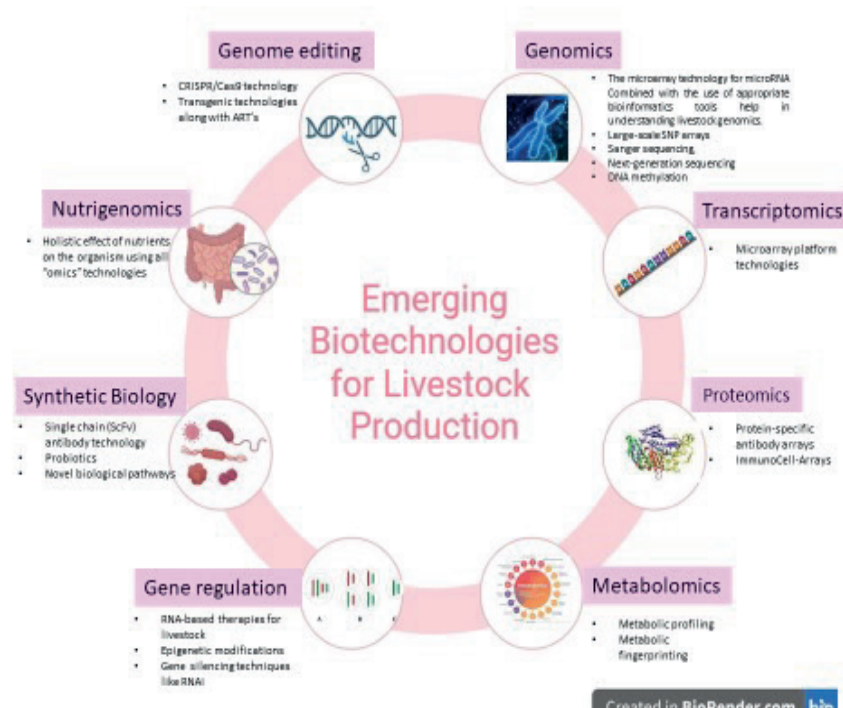 Genome editing
• CRISPR/Cas9 technology
• Transgenic technologies
along with ART's
Genomics
• The microarray technology for microRNA
Combined with the use of appropriate
bioinformatics tools help in
understanding livestock genomics.
• Large-scale SNP arrays
• Sanger sequencing
• Next-generation sequencing
• DNA methylation
Nutrigenomics
• Holistic effect of nutrients
on the organism using all
"omics" technologies
Transcriptomics
• Microarray platform
technologies
Emerging
Biotechnologies
for Livestock
Production
Synthetic Biology
• Single chain (ScFv)
antibody technology
• Probiotics
• Novel biological pathways
Proteomics
• Protein-specific
antibody arrays
• ImmunoCell-Arrays
Gene regulation
• RNA-based therapies for
livestock
• Epigenetic modifications
• Gene silencing techniques
like RNAi
A B
Metabolomics
• Metabolic profiling
• Metabolic
fingerprinting
Created in BioRender.com bio